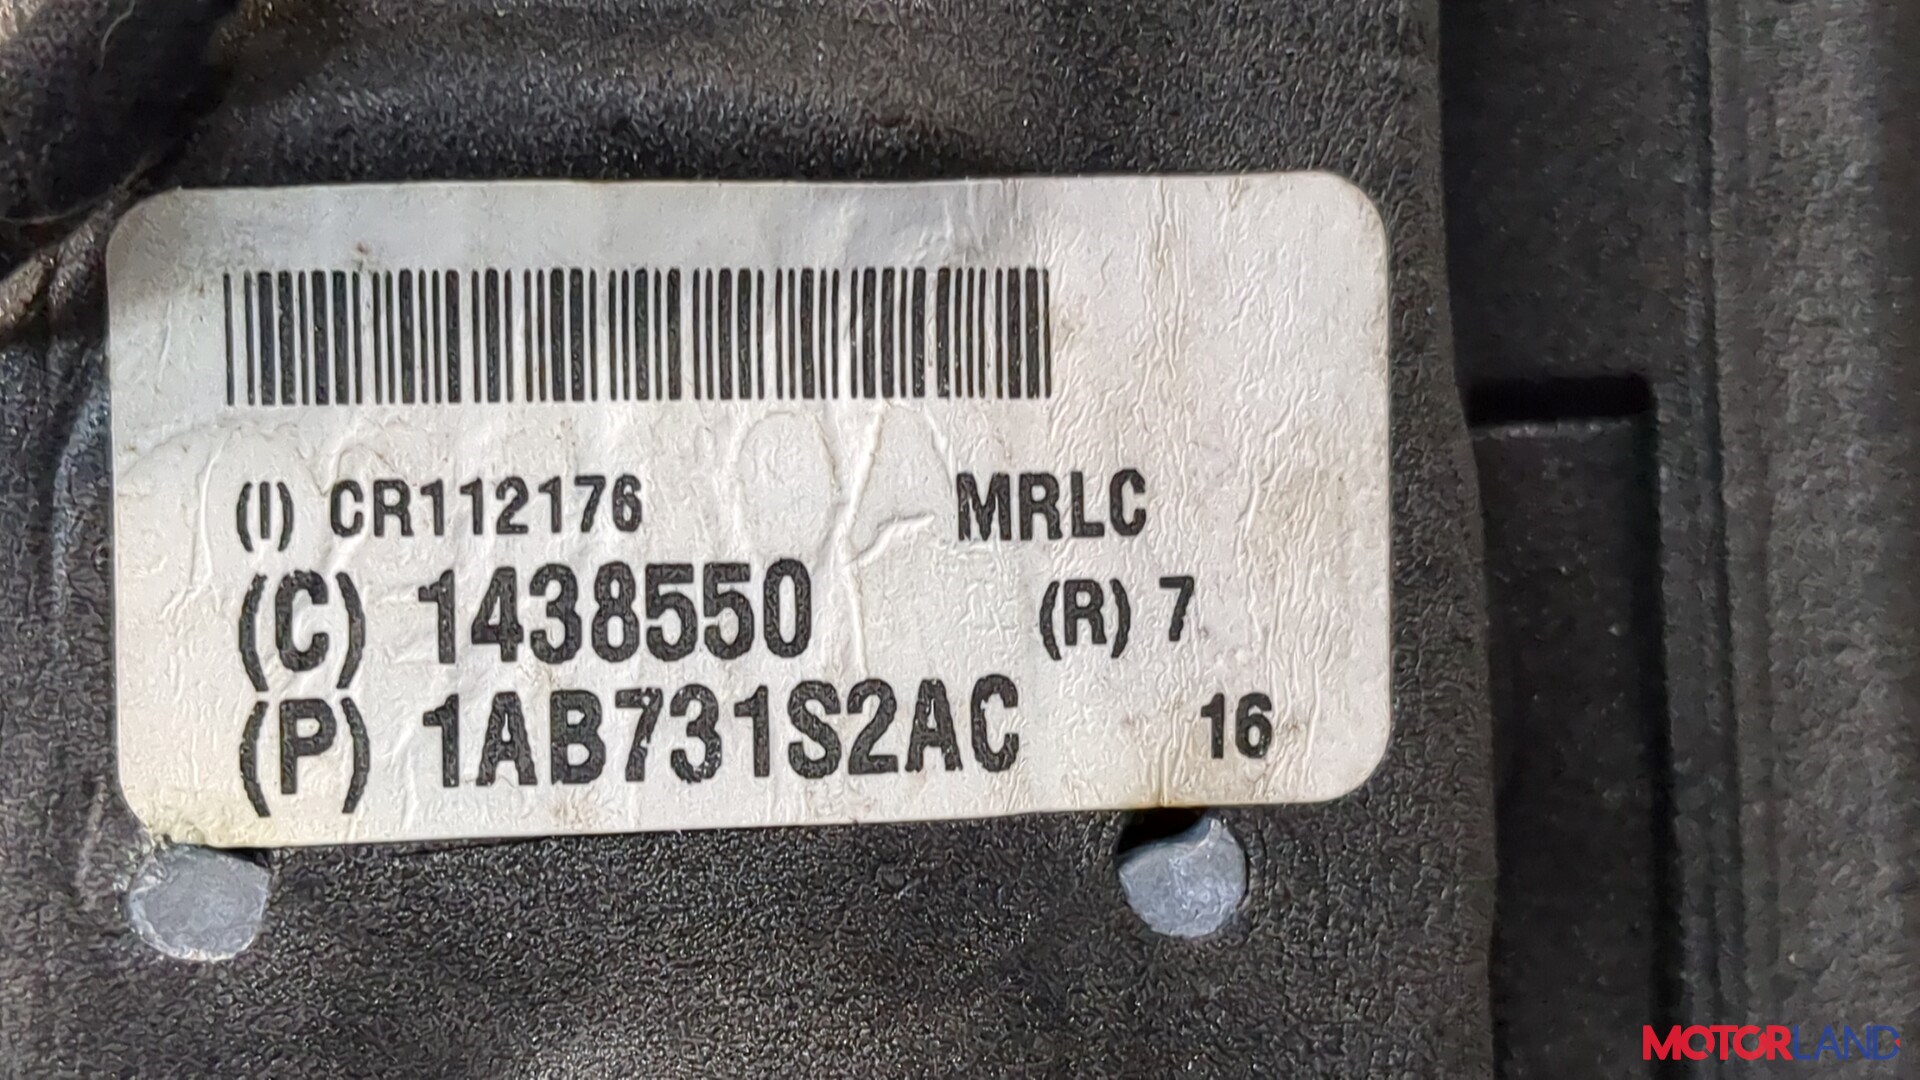 (I) CR112176 MRLC
(C) 1438550 (R) 7
(P) 1AB731S2AC 16
MOTORLAND